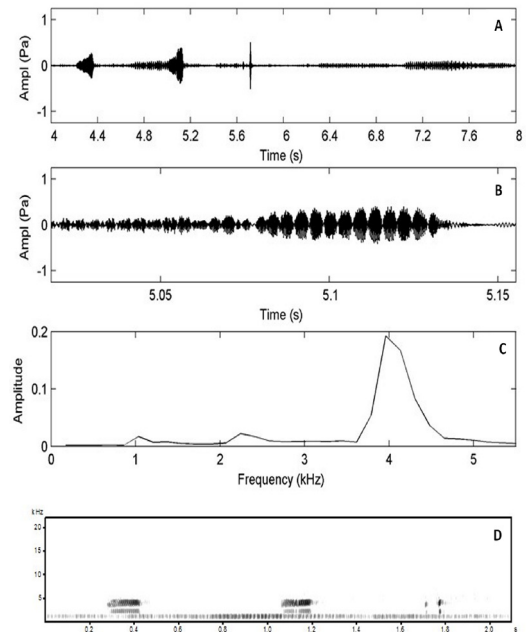 A
1
0
-1
Ampl (Pa)
4 4.4 4.8 5.2 5.6 6 6.4 6.8 7.2 7.6 8
Time (s)
B
1
0
-1
Ampl (Pa)
5.05 5.1 5.15
Time (s)
C
0.2
0.1
0
Amplitude
0 1 2 3 4 5
Frequency (kHz)
kHz
D
20
15
10
5
0.2 0.4 0.6 0.8 1.0 1.2 1.4 1.6 1.8 2.0 s